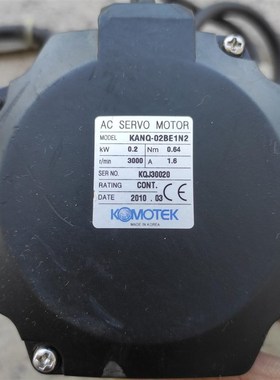 AC SERVO MOTOR
MODEL KANQ-02BE1N2
kW 0.2 Nm 0.64
r/min 3000 A 1.6
SER NO. KQJ30020
RATING CONT.
DATE 2010 . 03 CE
KOMOTEK
MADE IN KOREA